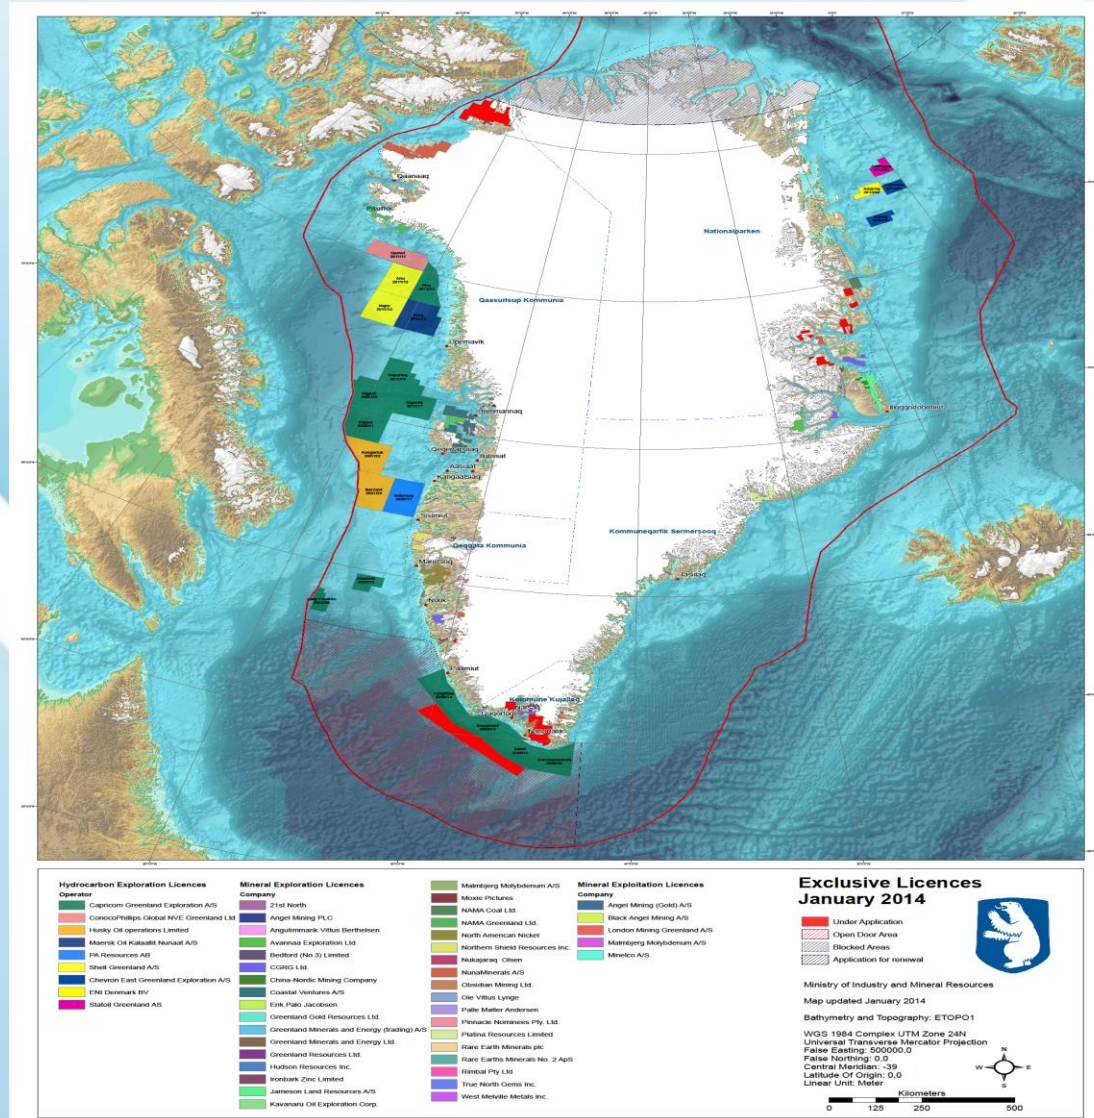 Qaanaaq
Pituffik
Nationalparken
Qaasuitsup Kommunia
Upernavik
Uummannaq
Ittoqqortoormiit
Qeqertarsuaq
Ilulissat
Aasiaat
Kangaatsiaq
Sisimiut
Kommuneqarfik Sermersooq
Qeqqata Kommunia
Maniitsoq
Tasiilaq
Nuuk
Paamiut
Kommune Kujalleq
Hydrocarbon Exploration Licences
Operator
Capricorn Greenland Exploration A/S
ConocoPhillips Global NVE Greenland Ltd
Husky Oil operations
Maersk Oil Kalaallit Nunaat A/S
PA Resources AB
Shell Greenland A/S
Chevron East Greenland Exploration A/S
ENI Denmark BV
Statoil Greenland AS
Mineral Exploration Licences
Company
21st North
Angel Mining PLC
Angutimmarik Vittus Berthelsen
Avannaa Exploration Ltd.
Bedford (No.3) Limited
CGRG Ltd.
China-Nordic Mining Company
Coastal Ventures A/S
Erik Palo Jacobsen
Greenland Gold Resources Ltd.
Greenland Minerals and Energy (trading) A/S
Greenland Minerals and Energy Ltd.
Greenland Resources Ltd.
Hudson Resources Inc.
Ironbark Zinc Limited
Jameson Land Resources A/S
Kavanaru Oil Exploration Corp.
Malmbjerg Molybdenum A/S
Moxie Pictures
NAMA Coal Ltd.
NAMA Greenland Ltd.
North American Nickel
Northern Shield Resources Inc.
Nukajaraq Olsen
NunaMinerals A/S
Obsidian Mining Ltd.
Ole Vittus Lynge
Palle Møller Andersen
Pinnacle Nominees Pty. Ltd.
Platina Resources Limited
Rare Earth Minerals plc
Rare Earths Minerals No. 2 ApS
Rimbal Pty Ltd
True North Gems Inc.
West Melville Metals Inc.
Mineral Exploitation Licences
Company
Angel Mining (Gold) A/S
Black Angel Mining A/S
London Mining Greenland A/S
Malmbjerg Molybdenum A/S
Minelco A/S
Exclusive Licences
January 2014
Under Application
Open Door Area
Blocked Areas
Application for renewal
Ministry of Industry and Mineral Resources
Map updated January 2014
Bathymetry and Topography: ETOPO1
WGS 1984 Complex UTM Zone 24N
Universal Transverse Mercator Projection
False Easting: 500000,0
False Northing: 0,0
Central Meridian: -39
Latitude Of Origin: 0,0
Linear Unit: Meter
N
W
E
S
Kilometers
0 125 250 500